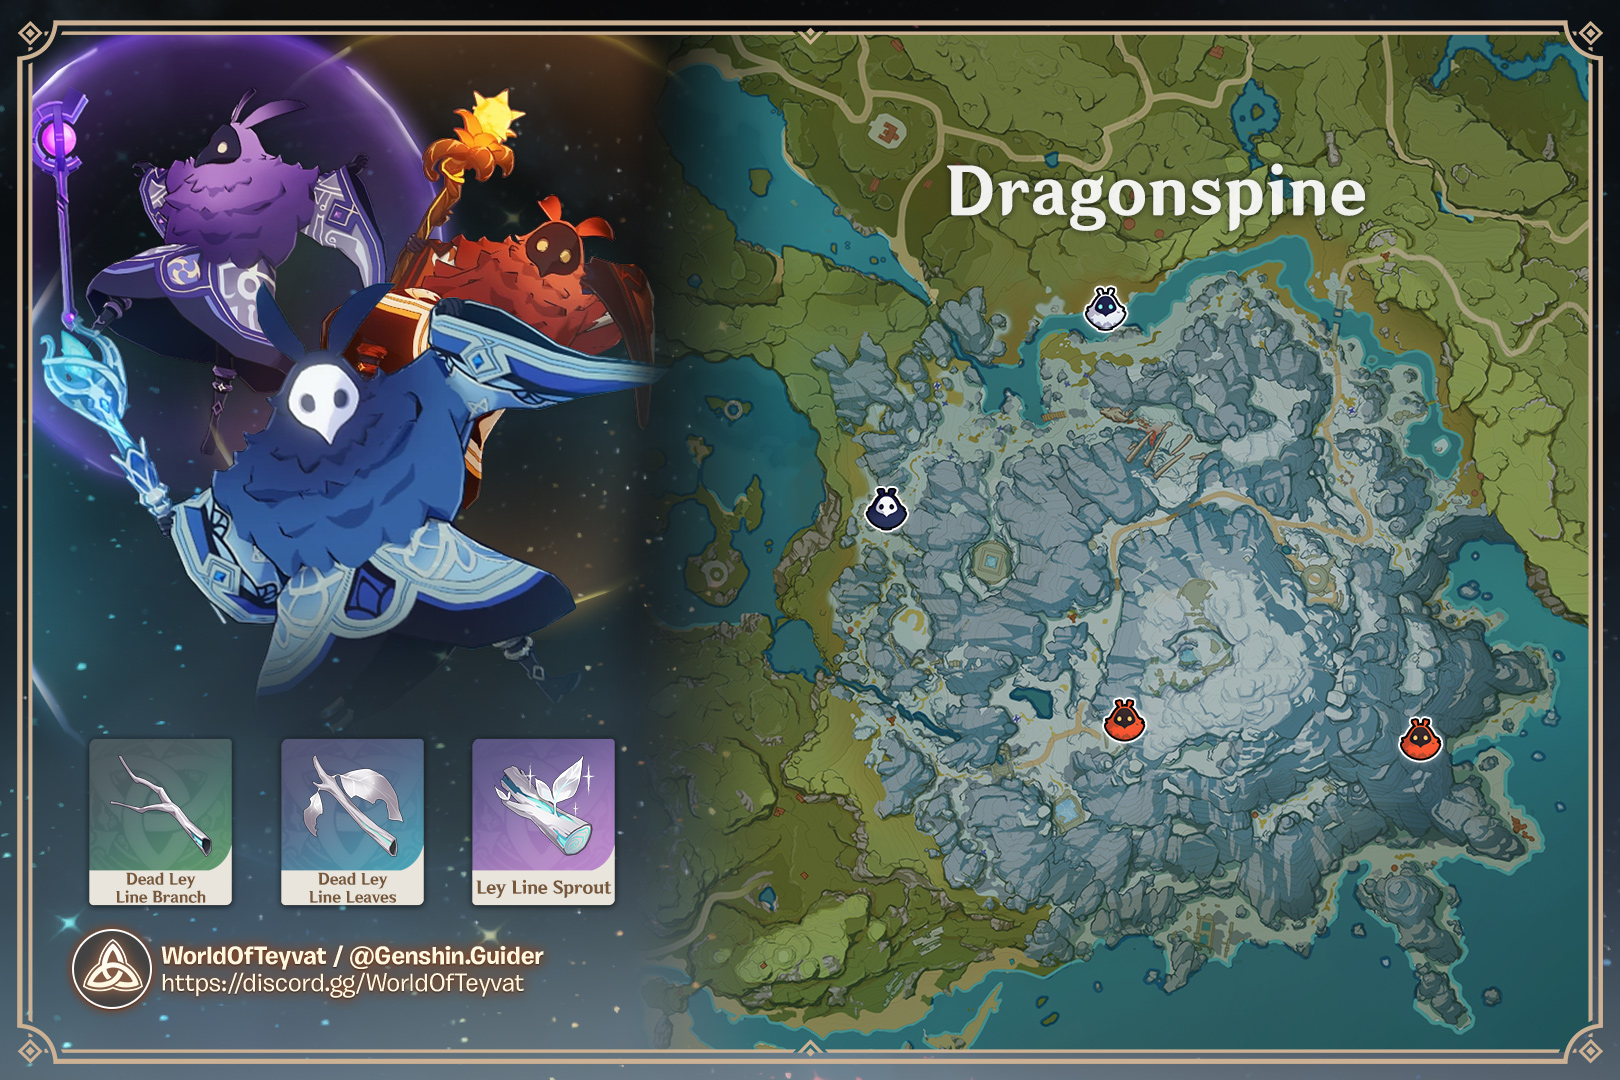 Dragonspine
Dead Ley
Line Branch
Dead Ley
Line Leaves
Ley Line Sprout
WorldOfTeyvat / @Genshin.Guider
https://discord.gg/WorldOfTeyvat